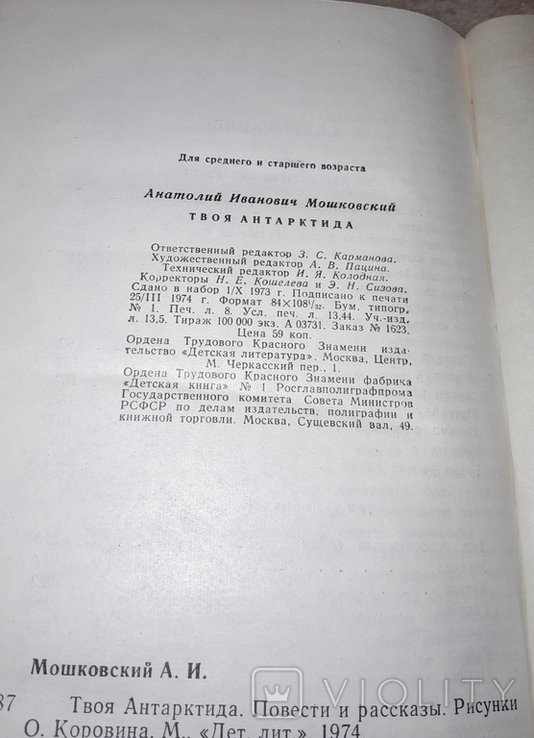 Для среднего и старшего возраста
Анатолий Иванович Мошковский
ТВОЯ АНТАРКТИДА
Ответственный редактор З. С. Карманова.
Художественный редактор А. В. Пацина.
Технический редактор И. Я. Колодная.
Корректоры Н. Е. Кошелева и Э. Н. Сизова.
Сдано в набор 1/X 1973 г. Подписано к печати
25/III 1974 г. Формат 84×108¹/₃₂. Бум. типогр.
№ 1. Печ. л. 8. Усл. печ. л. 13,44. Уч.-изд.
л. 13,5. Тираж 100 000 экз. А 03731. Заказ № 1623.
Цена 59 коп.
Ордена Трудового Красного Знамени изда-
тельство «Детская литература». Москва, Центр,
М. Черкасский пер., 1.
Ордена Трудового Красного Знамени фабрика
«Детская книга» № 1 Росглавполиграфпрома
Государственного комитета Совета Министров
РСФСР по делам издательств, полиграфии и
книжной торговли. Москва, Сущевский вал, 49.
Мошковский А. И.
87 Твоя Антарктида. Повести и рассказы. Рисунки
О. Коровина. М., «Дет. лит.», 1974
VIOLITY